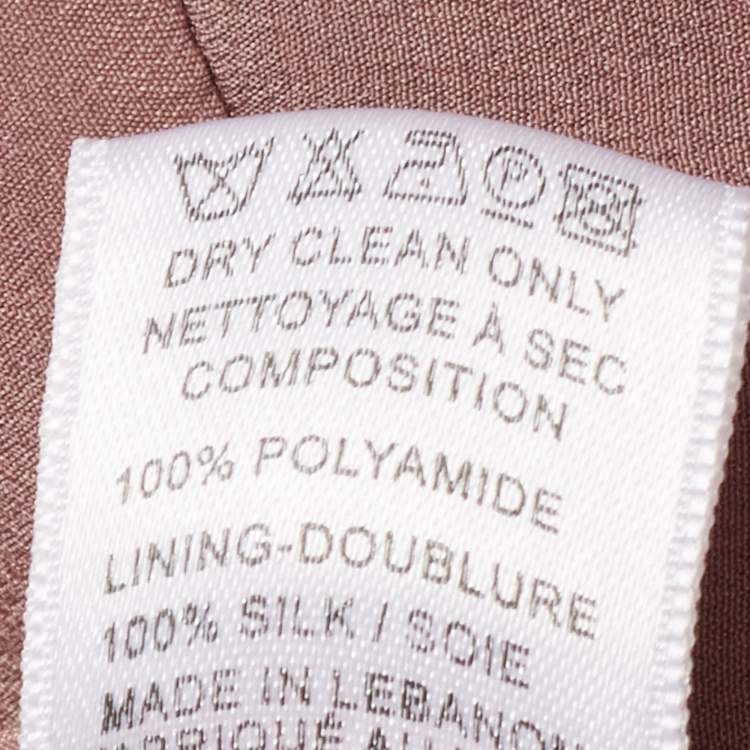 P
DRY CLEAN ONLY
NETTOYAGE À SEC
COMPOSITION
100% POLYAMIDE
LINING-DOUBLURE
100% SILK / SOIE
MADE IN LEBANON